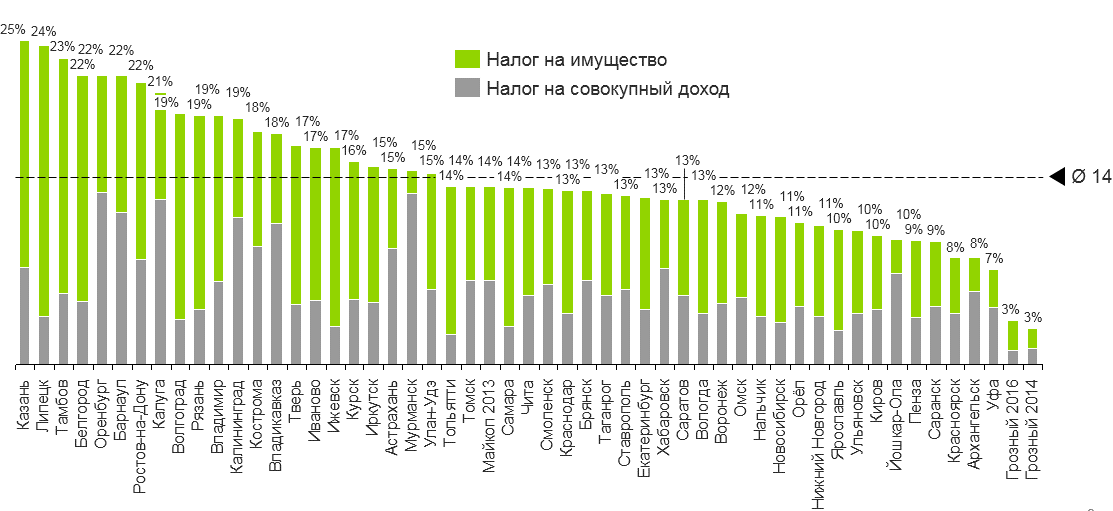 25%
24%
23%
22%
22%
22%
22%
21%
19%
19%
19%
19%
18%
18%
17%
17%
17%
16%
15%
15%
15%
15%
14%
14%
14%
14%
14%
13%
13%
13%
13%
13%
13%
13%
13%
13%
12%
12%
11%
11%
11%
11%
10%
10%
10%
10%
9%
9%
8%
8%
7%
3%
3%
Налог на имущество
Налог на совокупный доход
Ø 14
Казань
Липецк
Тамбов
Белгород
Оренбург
Барнаул
Ростов-на-Дону
Калуга
Волгоград
Рязань
Владимир
Калининград
Кострома
Владикавказ
Тверь
Иваново
Ижевск
Курск
Иркутск
Астрахань
Мурманск
Улан-Удэ
Тольятти
Томск
Майкоп 2013
Самара
Чита
Смоленск
Краснодар
Брянск
Таганрог
Ставрополь
Екатеринбург
Хабаровск
Саратов
Вологда
Воронеж
Омск
Нальчик
Новосибирск
Орёл
Нижний Новгород
Ярославль
Ульяновск
Киров
Йошкар-Ола
Пенза
Саранск
Красноярск
Архангельск
Уфа
Грозный 2016
Грозный 2014